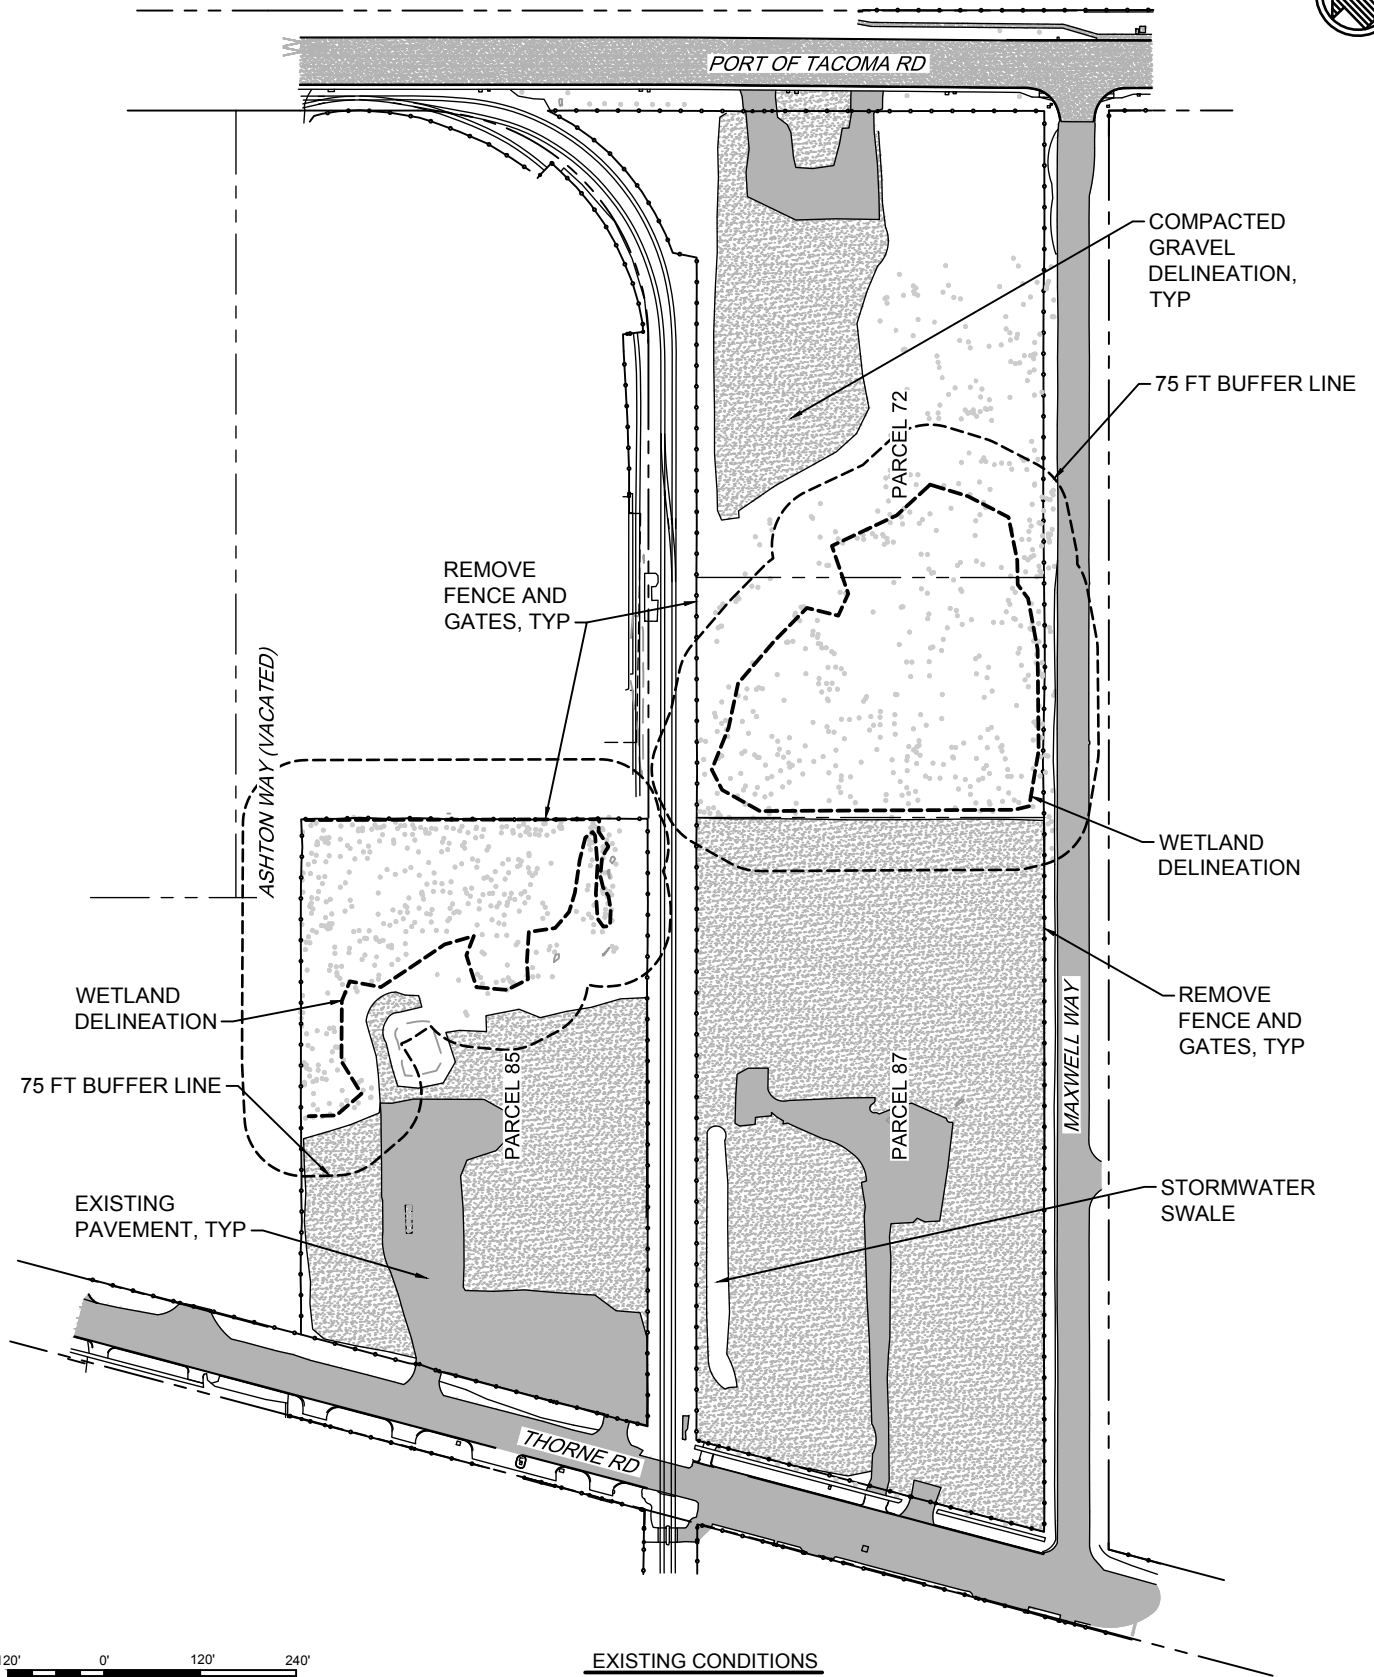 PORT OF TACOMA RD
COMPACTED
GRAVEL
DELINEATION,
TYP
75 FT BUFFER LINE
PARCEL 72
REMOVE
FENCE AND
GATES, TYP
ASHTON WAY (VACATED)
WETLAND
DELINEATION
WETLAND
DELINEATION
REMOVE
FENCE AND
GATES, TYP
MAXWELL WAY
75 FT BUFFER LINE
PARCEL 85
PARCEL 87
EXISTING
PAVEMENT, TYP
STORMWATER
SWALE
THORNE RD
120' 0' 120' 240'
EXISTING CONDITIONS